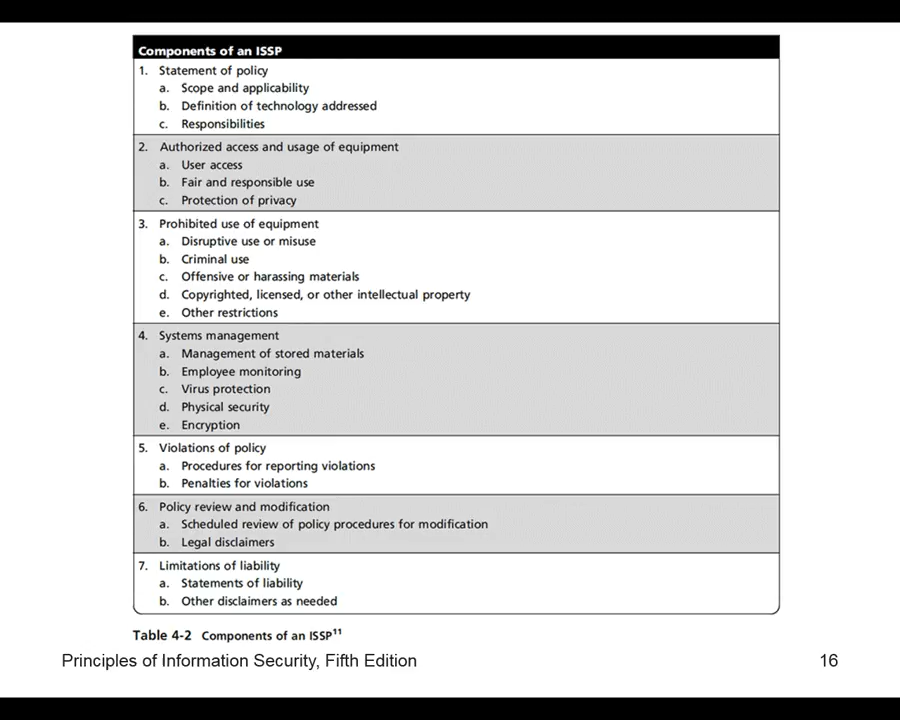 Components of an ISSP
1. Statement of policy
a. Scope and applicability
b. Definition of technology addressed
c. Responsibilities
2. Authorized access and usage of equipment
a. User access
b. Fair and responsible use
c. Protection of privacy
3. Prohibited use of equipment
a. Disruptive use or misuse
b. Criminal use
c. Offensive or harassing materials
d. Copyrighted, licensed, or other intellectual property
e. Other restrictions
4. Systems management
a. Management of stored materials
b. Employee monitoring
c. Virus protection
d. Physical security
e. Encryption
5. Violations of policy
a. Procedures for reporting violations
b. Penalties for violations
6. Policy review and modification
a. Scheduled review of policy procedures for modification
b. Legal disclaimers
7. Limitations of liability
a. Statements of liability
b. Other disclaimers as needed
Table 4-2 Components of an ISSP¹¹
Principles of Information Security, Fifth Edition 16